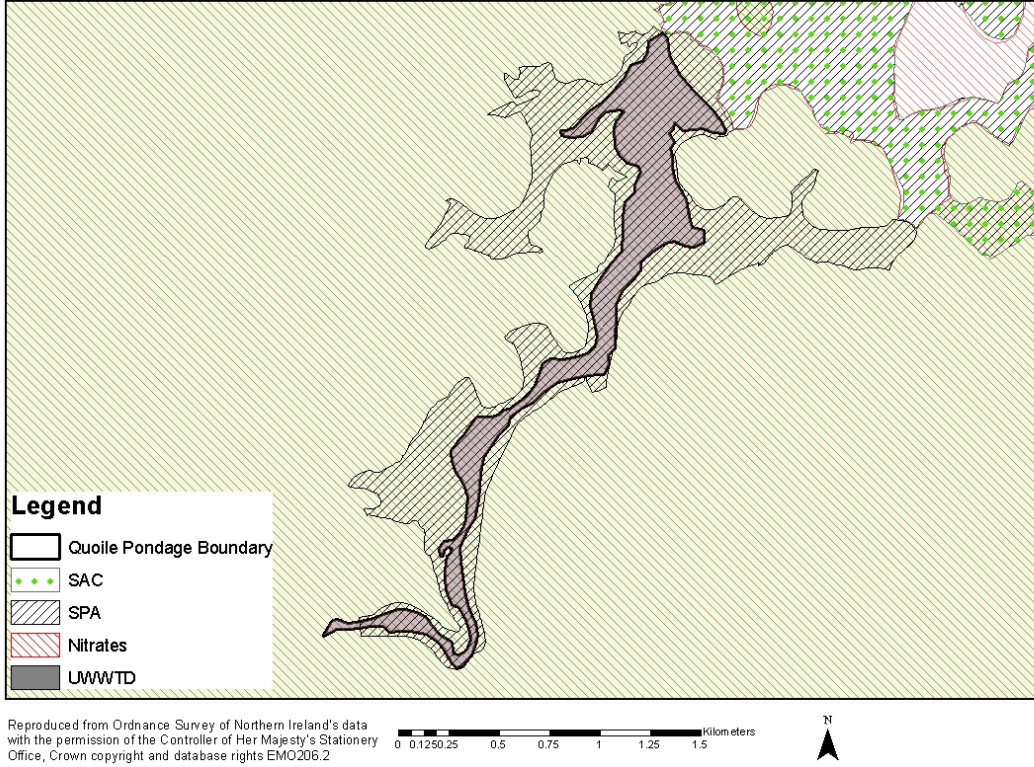 Legend
Quoile Pondage Boundary
SAC
SPA
Nitrates
UWWTD
Reproduced from Ordnance Survey of Northern Ireland's data
with the permission of the Controller of Her Majesty's Stationery
Office, Crown copyright and database rights EMO206.2
Kilometers
0 0.1250.25 0.5 0.75 1 1.25 1.5
N